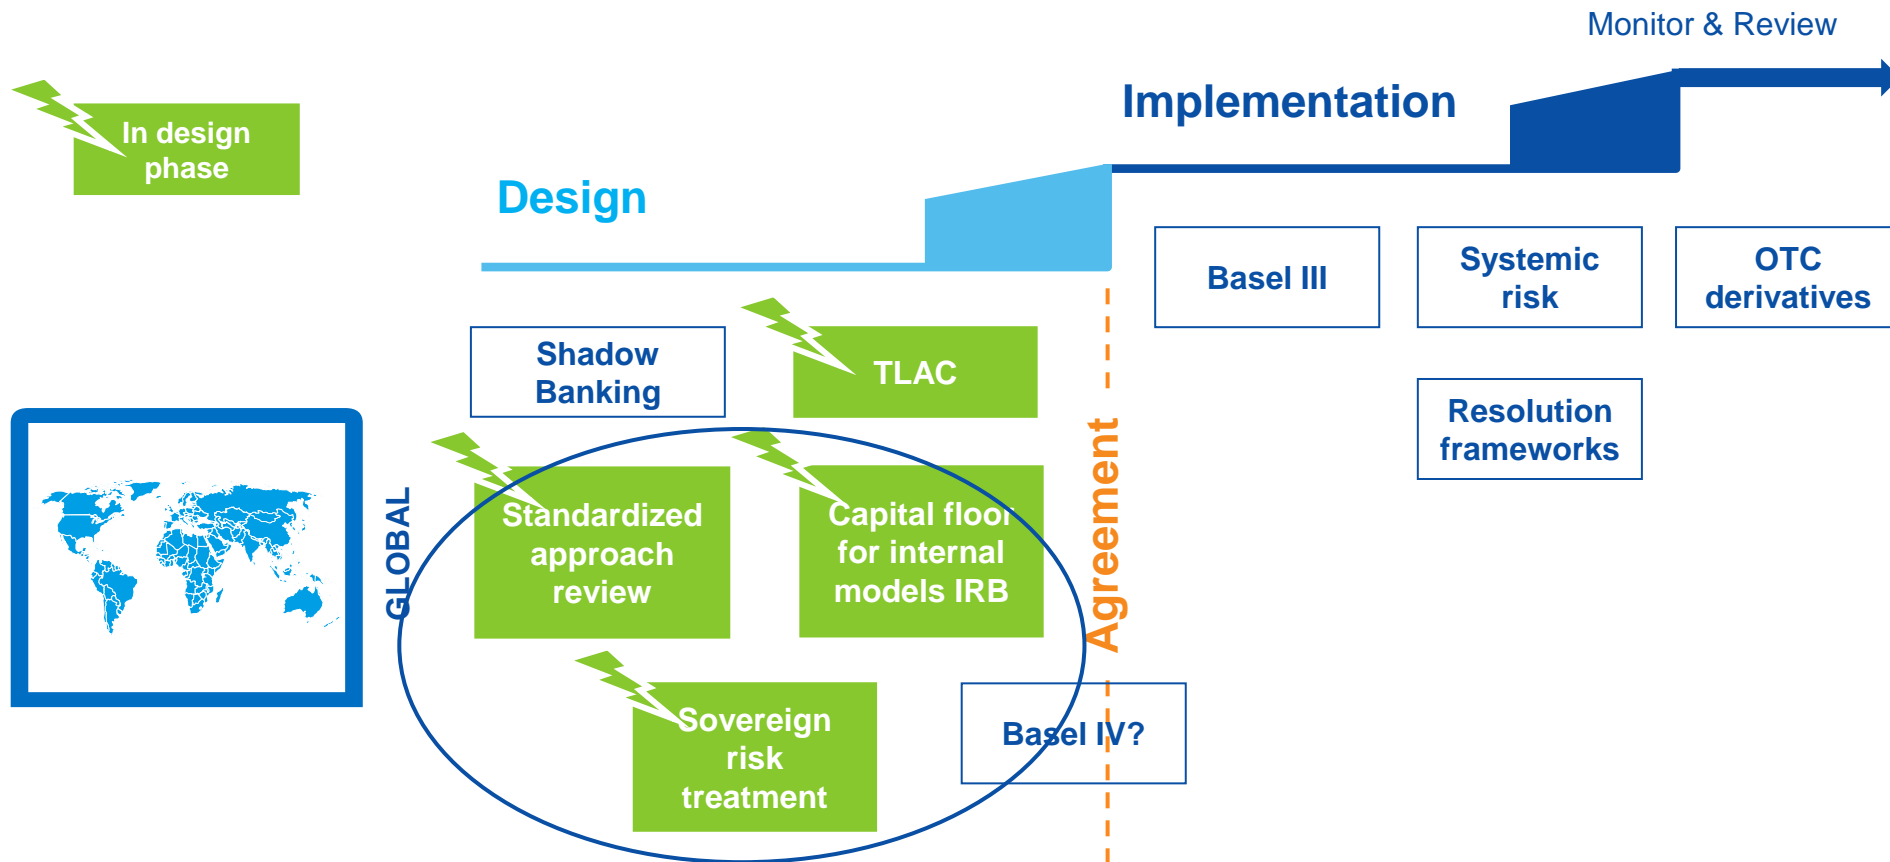 Monitor & Review
Implementation
In design
phase
Design
Basel III
Systemic
risk
OTC
derivatives
Shadow
Banking
TLAC
Resolution
frameworks
GLOBAL
Standardized
approach
review
Capital floor
for internal
models IRB
Agreement
Sovereign
risk
treatment
Basel IV?